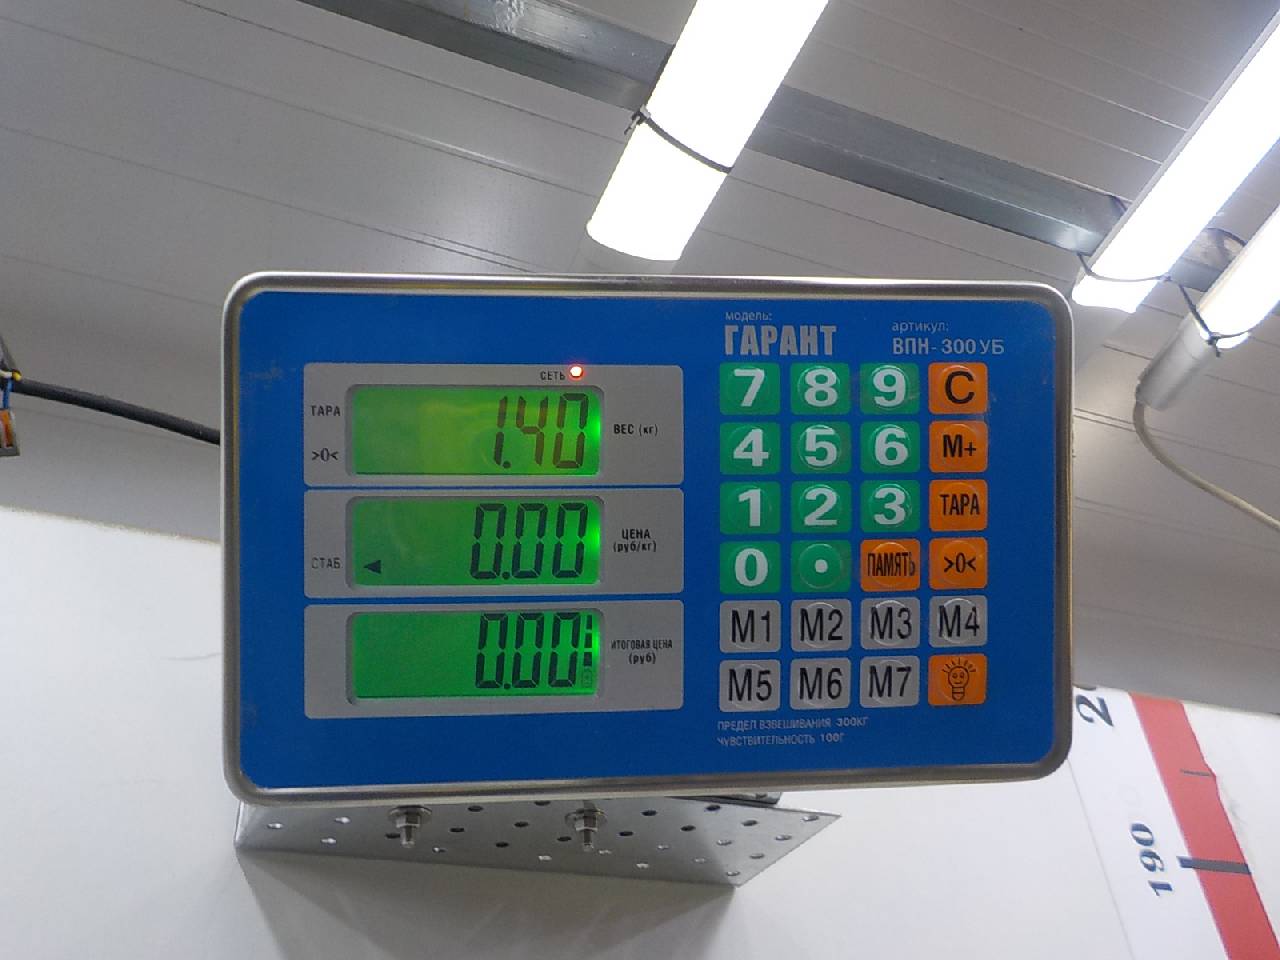 модель:
ГАРАНТ
артикул:
ВПН-300 УБ
СЕТЬ
ТАРА
>0<
1.40
ВЕС (кг)
СТАБ
0.00
ЦЕНА
(руб/кг)
0.00
ИТОГОВАЯ ЦЕНА
(руб)
7 8 9 C
4 5 6 M+
1 2 3 ТАРА
0 . ПАМЯТЬ >0<
M1 M2 M3 M4
M5 M6 M7
ПРЕДЕЛ ВЗВЕШИВАНИЯ 300КГ
ЧУВСТВИТЕЛЬНОСТЬ 100Г
190